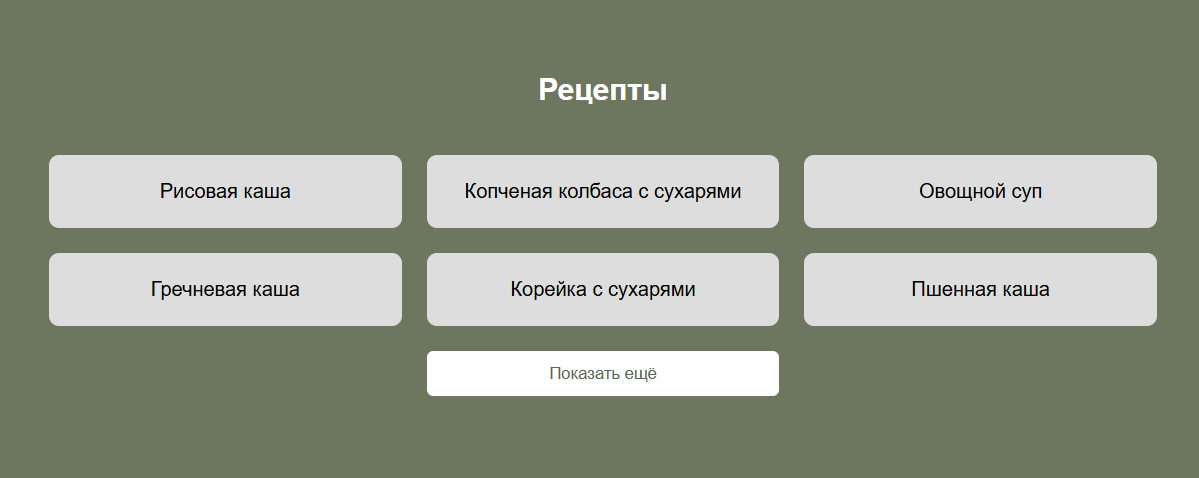 Рецепты
Рисовая каша
Копченая колбаса с сухарями
Овощной суп
Гречневая каша
Корейка с сухарями
Пшенная каша
Показать ещё